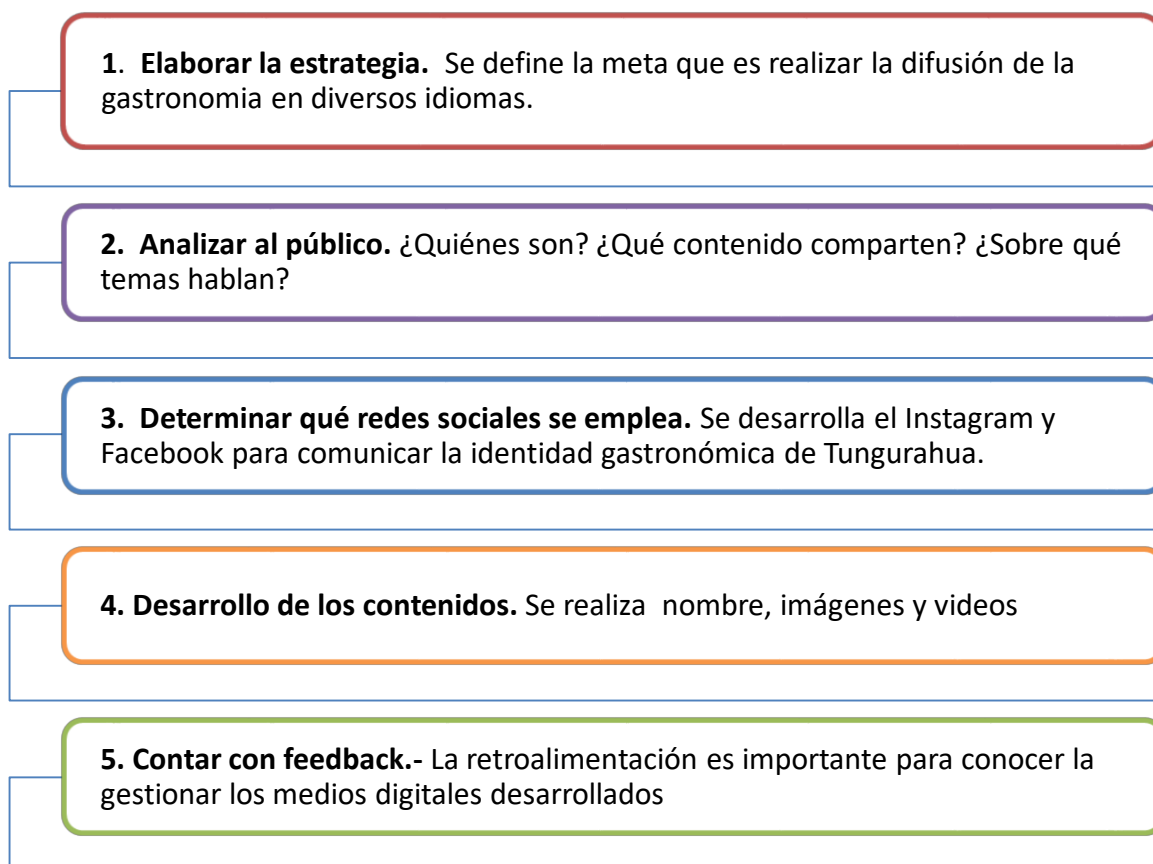 1. Elaborar la estrategia. Se define la meta que es realizar la difusión de la
gastronomia en diversos idiomas.
2. Analizar al público. ¿Quiénes son? ¿Qué contenido comparten? ¿Sobre qué
temas hablan?
3. Determinar qué redes sociales se emplea. Se desarrolla el Instagram y
Facebook para comunicar la identidad gastronómica de Tungurahua.
4. Desarrollo de los contenidos. Se realiza nombre, imágenes y videos
5. Contar con feedback.- La retroalimentación es importante para conocer la
gestionar los medios digitales desarrollados